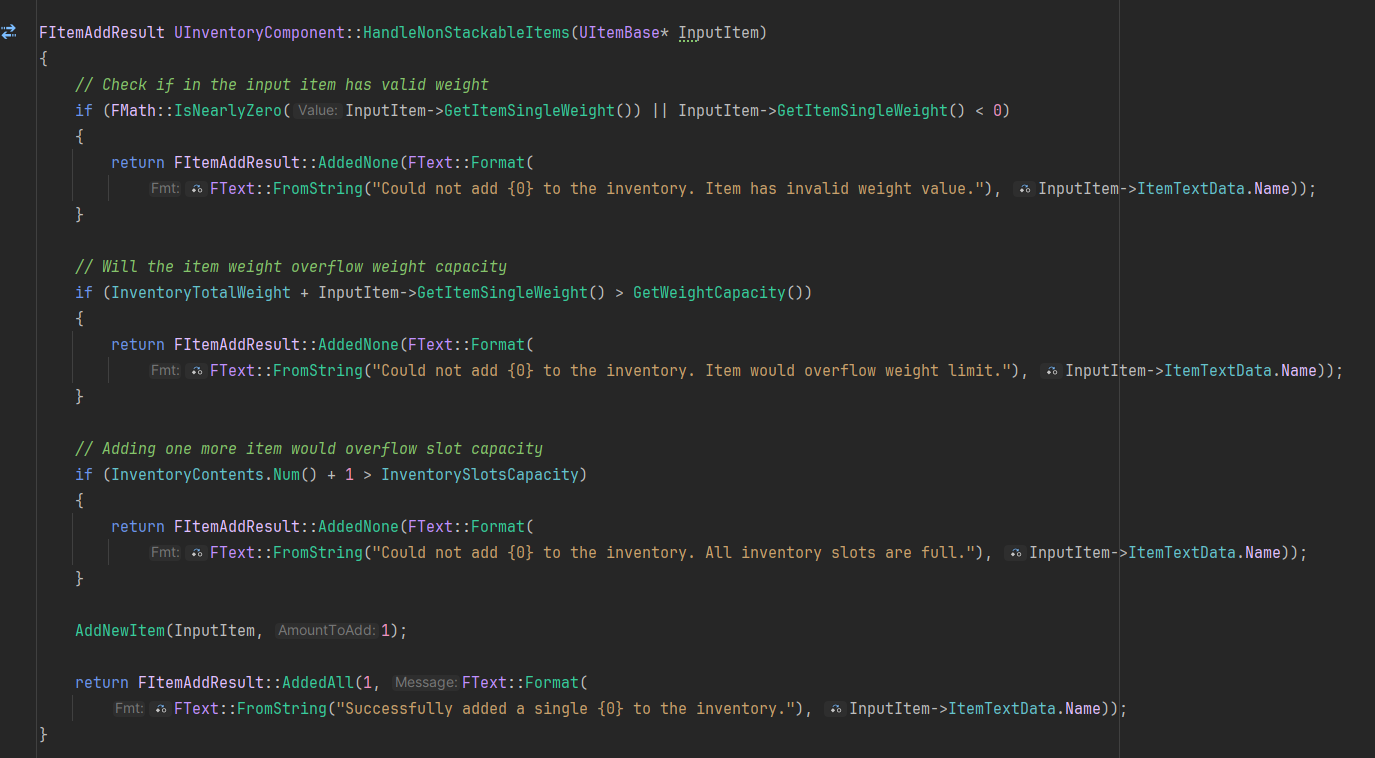 FItemAddResult UInventoryComponent::HandleNonStackableItems(UItemBase* InputItem)
{
// Check if in the input item has valid weight
if (FMath::IsNearlyZero( Value: InputItem->GetItemSingleWeight()) || InputItem->GetItemSingleWeight() < 0)
{
return FItemAddResult::AddedNone(FText::Format(
Fmt: FText::FromString("Could not add {0} to the inventory. Item has invalid weight value."), InputItem->ItemTextData.Name));
}
// Will the item weight overflow weight capacity
if (InventoryTotalWeight + InputItem->GetItemSingleWeight() > GetWeightCapacity())
{
return FItemAddResult::AddedNone(FText::Format(
Fmt: FText::FromString("Could not add {0} to the inventory. Item would overflow weight limit."), InputItem->ItemTextData.Name));
}
// Adding one more item would overflow slot capacity
if (InventoryContents.Num() + 1 > InventorySlotsCapacity)
{
return FItemAddResult::AddedNone(FText::Format(
Fmt: FText::FromString("Could not add {0} to the inventory. All inventory slots are full."), InputItem->ItemTextData.Name));
}
AddNewItem(InputItem, AmountToAdd: 1);
return FItemAddResult::AddedAll(1, Message: FText::Format(
Fmt: FText::FromString("Successfully added a single {0} to the inventory."), InputItem->ItemTextData.Name));
}